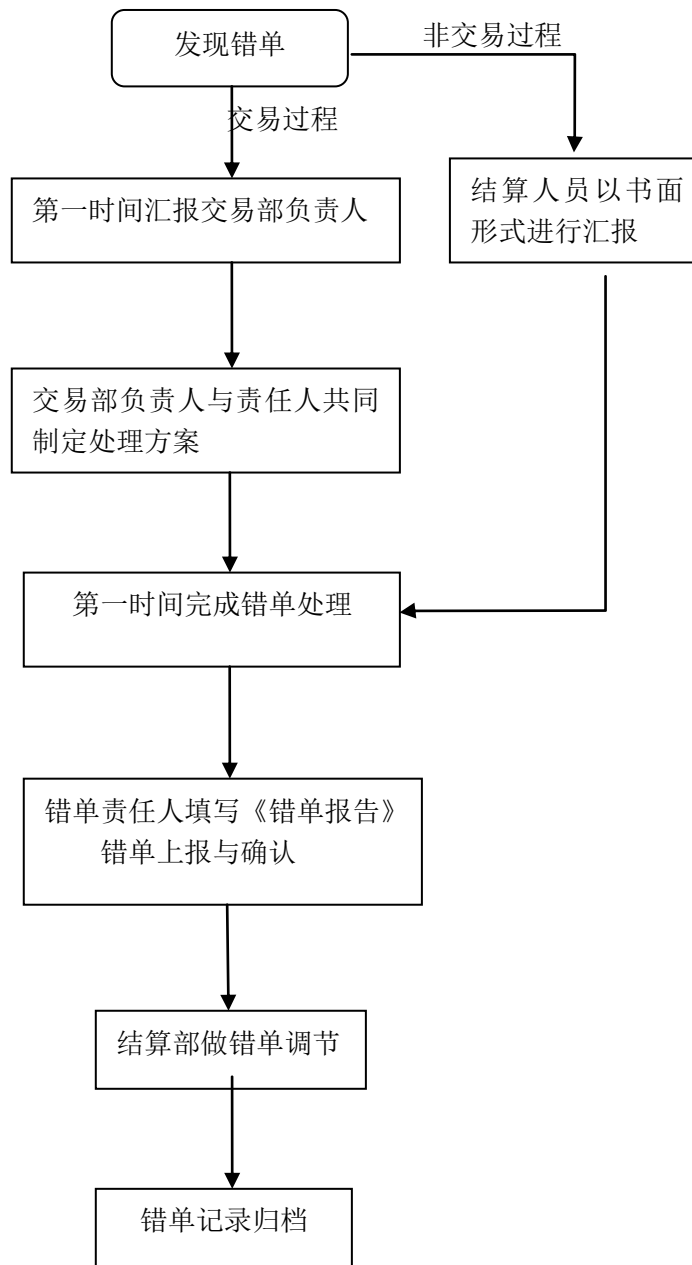 发现错单
非交易过程
交易过程
第一时间汇报交易部负责人
结算人员以书面
形式进行汇报
交易部负责人与责任人共同
制定处理方案
第一时间完成错单处理
错单责任人填写《错单报告》
错单上报与确认
结算部做错单调节
错单记录归档